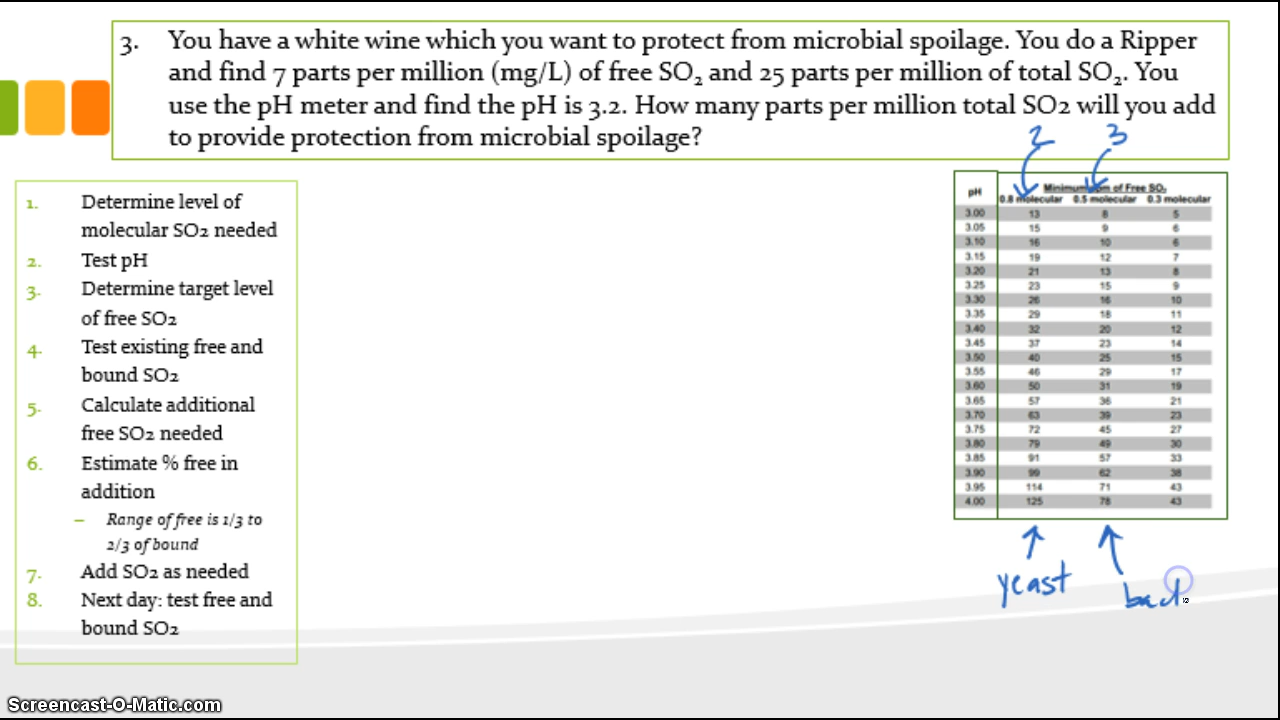 3. You have a white wine which you want to protect from microbial spoilage. You do a Ripper
and find 7 parts per million (mg/L) of free SO₂ and 25 parts per million of total SO₂. You
use the pH meter and find the pH is 3.2. How many parts per million total SO2 will you add
to provide protection from microbial spoilage?
2 3
1. Determine level of
molecular SO2 needed
2. Test pH
3. Determine target level
of free SO2
4. Test existing free and
bound SO2
5. Calculate additional
free SO2 needed
6. Estimate % free in
addition
– Range of free is 1/3 to
2/3 of bound
7. Add SO2 as needed
8. Next day: test free and
bound SO2
pH of Free SO₂
0.8 molecular 0.5 molecular 0.3 molecular
3.00 13 8 5
3.05 15 9 6
3.10 16 10 6
3.15 19 12 7
3.20 21 13 8
3.25 23 15 9
3.30 26 16 10
3.35 29 18 11
3.40 32 20 12
3.45 37 23 14
3.50 40 25 15
3.55 46 29 17
3.60 50 31 19
3.65 57 36 21
3.70 63 39 23
3.75 72 45 27
3.80 79 49 30
3.85 91 57 33
3.90 99 62 38
3.95 114 71 43
4.00 125 78 43
yeast bact
Screencast-O-Matic.com